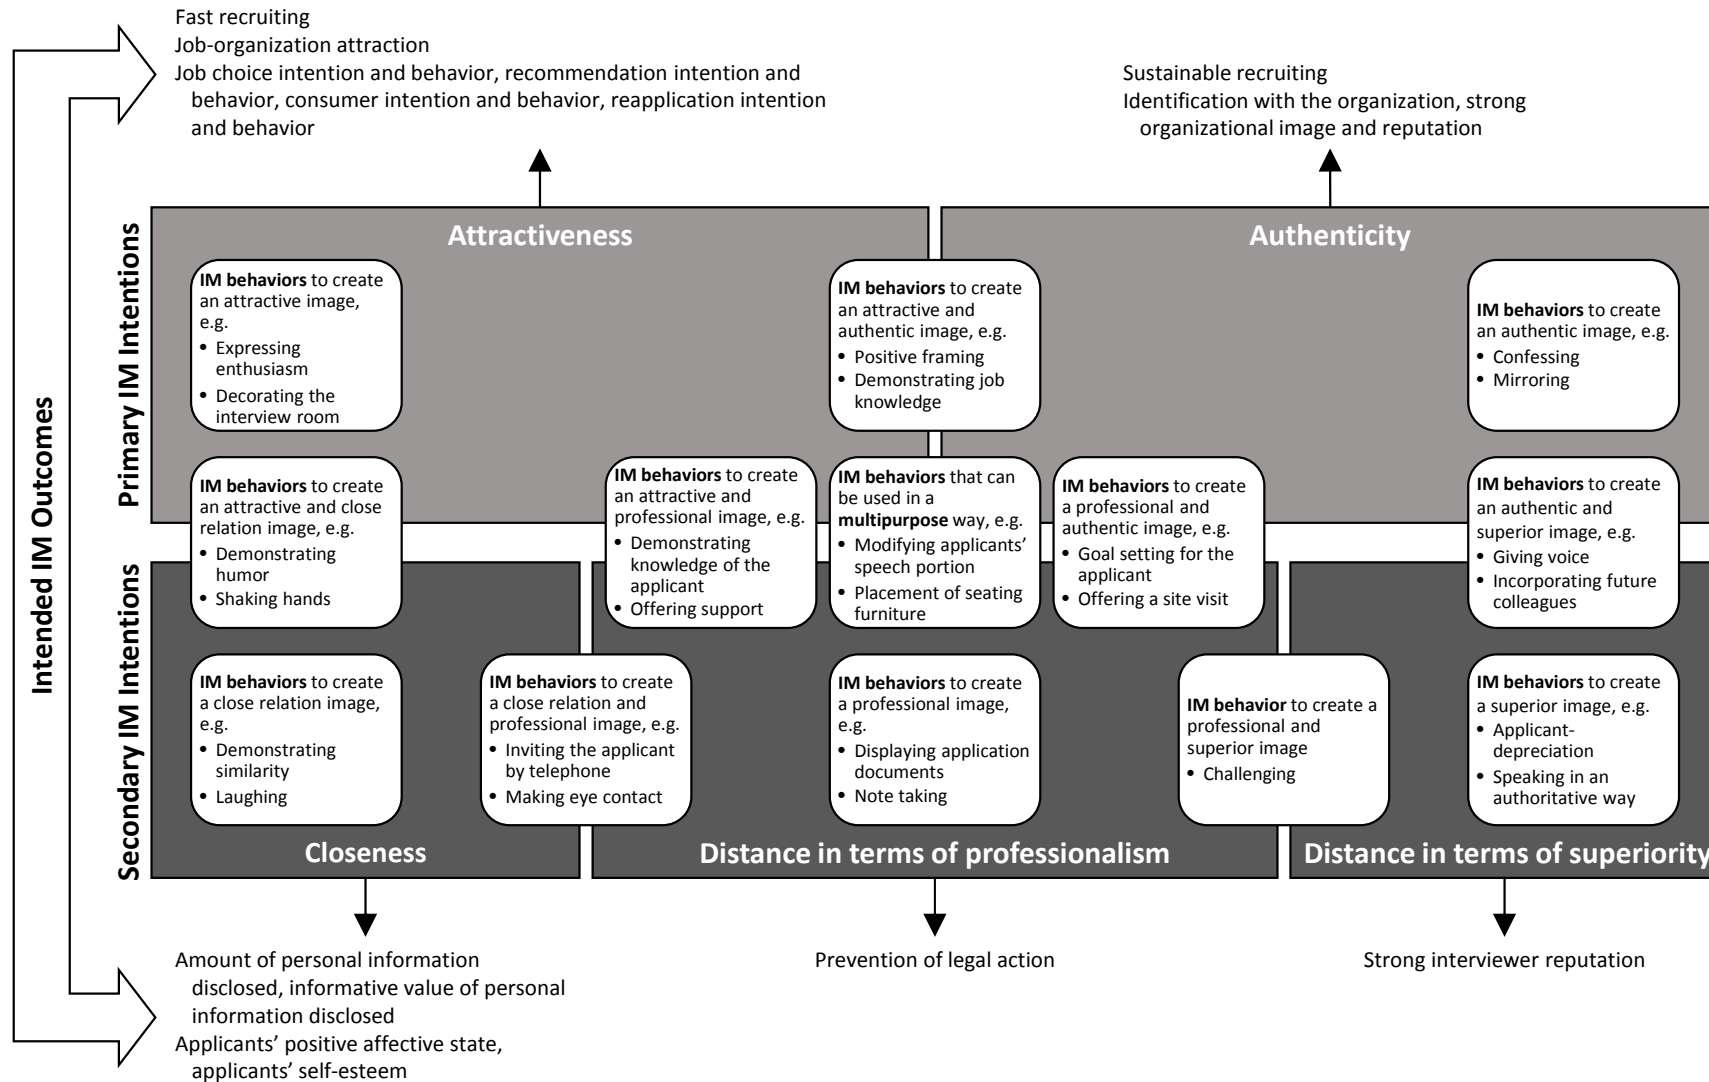 Fast recruiting
Job-organization attraction
Job choice intention and behavior, recommendation intention and
behavior, consumer intention and behavior, reapplication intention
and behavior
Sustainable recruiting
Identification with the organization, strong
organizational image and reputation
Intended IM Outcomes
Primary IM Intentions
Attractiveness
Authenticity
IM behaviors to create
an attractive image,
e.g.
• Expressing
enthusiasm
• Decorating the
interview room
IM behaviors to create
an attractive and
authentic image, e.g.
• Positive framing
• Demonstrating job
knowledge
IM behaviors to create
an authentic image, e.g.
• Confessing
• Mirroring
IM behaviors to create
an attractive and close
relation image, e.g.
• Demonstrating
humor
• Shaking hands
IM behaviors to create
an attractive and
professional image, e.g.
• Demonstrating
knowledge of the
applicant
• Offering support
IM behaviors that can
be used in a
multipurpose way, e.g.
• Modifying applicants’
speech portion
• Placement of seating
furniture
IM behaviors to create
a professional and
authentic image, e.g.
• Goal setting for the
applicant
• Offering a site visit
IM behaviors to create
an authentic and
superior image, e.g.
• Giving voice
• Incorporating future
colleagues
Secondary IM Intentions
IM behaviors to create
a close relation image,
e.g.
• Demonstrating
similarity
• Laughing
IM behaviors to create
a close relation and
professional image, e.g.
• Inviting the applicant
by telephone
• Making eye contact
IM behaviors to create
a professional image,
e.g.
• Displaying application
documents
• Note taking
IM behavior to create a
professional and
superior image
• Challenging
IM behaviors to create
a superior image, e.g.
• Applicant-
depreciation
• Speaking in an
authoritative way
Closeness
Distance in terms of professionalism
Distance in terms of superiority
Amount of personal information
disclosed, informative value of personal
information disclosed
Applicants’ positive affective state,
applicants’ self-esteem
Prevention of legal action
Strong interviewer reputation